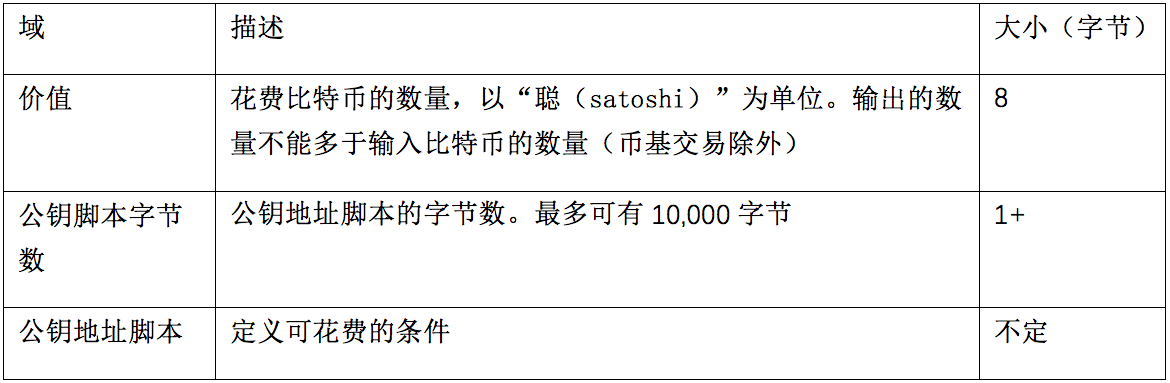 域 描述 大小（字节）
价值 花费比特币的数量，以“聪（satoshi）”为单位。输出的数 8
量不能多于输入比特币的数量（币基交易除外）
公钥脚本字节 公钥地址脚本的字节数。最多可有 10,000 字节 1+
数
公钥地址脚本 定义可花费的条件 不定